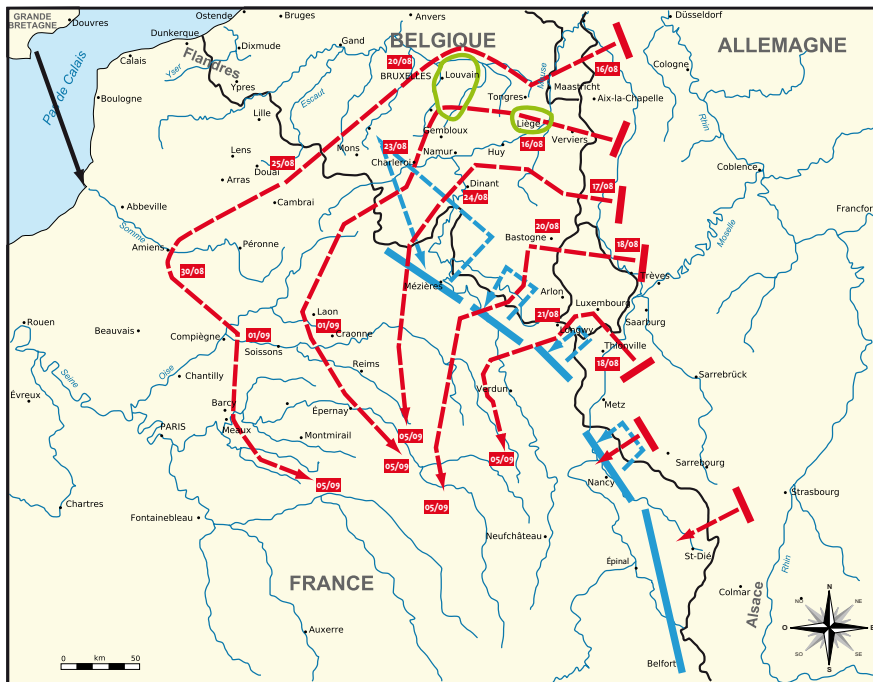 GRANDE
BRETAGNE
Douvres
Ostende
Bruges
Anvers
Düsseldorf
Dunkerque
Dixmude
Gand
BELGIQUE
ALLEMAGNE
Flandres
Pas de Calais
Calais
Yser
20/08
BRUXELLES
Louvain
Meuse
16/08
Cologne
Boulogne
Ypres
Escaut
Tongres
Maastricht
Aix-la-Chapelle
Lille
Liège
Rhin
Gembloux
Verviers
Lens
Mons
23/08
Namur
Huy
16/08
25/08
Douai
Charleroi
Coblence
Arras
Dinant
17/08
24/08
Abbeville
Cambrai
Francfor
Somme
20/08
Moselle
Amiens
Péronne
Bastogne
18/08
30/08
Mézières
Trèves
Arlon
Luxembourg
Rouen
Laon
21/08
Saarburg
Beauvais
01/09
01/09
Craonne
Longwy
Compiègne
Soissons
Thionville
Oise
Reims
18/08
Seine
Chantilly
Sarrebrück
Évreux
Verdun
Barcy
Épernay
Metz
PARIS
Meaux
Montmirail
05/09
05/09
05/09
Sarrebourg
05/09
Nancy
Strasbourg
Chartres
05/09
Fontainebleau
Neufchâteau
St-Dié
Épinal
Rhin
FRANCE
Colmar
Alsace
N
NO
NE
O
E
SO
SE
S
Auxerre
Belfort
0 km 50